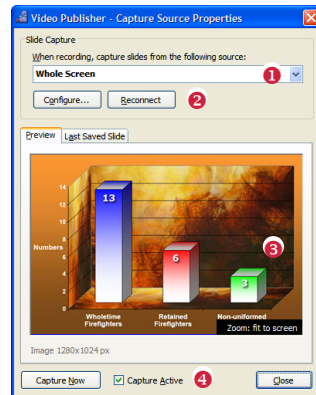 Video Publisher - Capture Source Properties
Slide Capture
When recording, capture slides from the following source:
Whole Screen
1
Configure...
Reconnect
2
Preview
Last Saved Slide
14
12
10
8
6
4
2
0
Numbers
13
6
3
3
Wholetime
Firefighters
Retained
Firefighters
Non-uniformed
Zoom: fit to screen
Image 1280x1024 px
Capture Now
Capture Active
4
Close